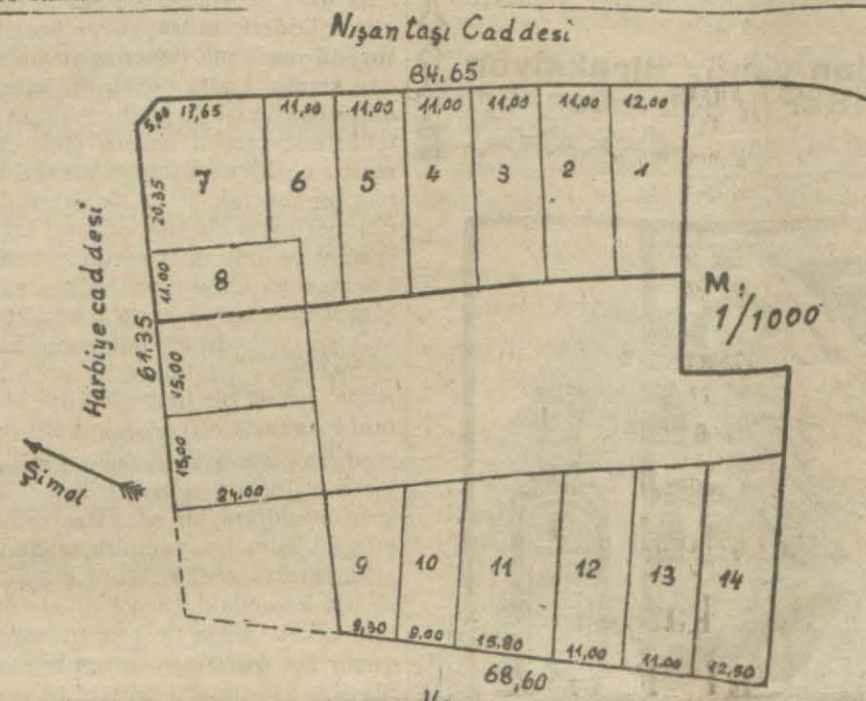 Nışantaşı Caddesi
84.65
5,00 17,65 11,00 11,00 11,00 11,00 11,00 12,00
7 6 5 4 3 2 1
20,35
11,00 8
Harbiye caddesi
61.35
M:
1/1000
15,00
15,00
Şimal
24.00
9 10 11 12 13 14
9,30 9,00 15.80 11,00 11.00 12,50
68,60